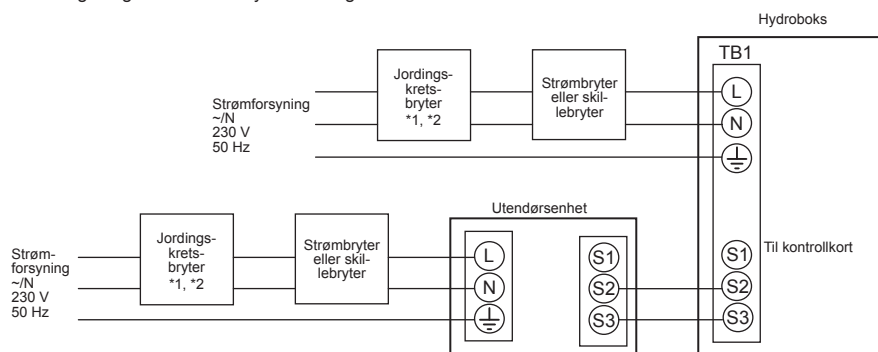 Hydroboks
TB1
Jordings-
krets-
bryter
*1, *2
Strømbryter
eller skil-
lebryter
Strømforsyning
~/N
230 V
50 Hz
L
N
Utendørsenhet
Jordings-
krets-
bryter
*1, *2
Strømbryter
eller skil-
lebryter
Strøm-
forsyning
~/N
230 V
50 Hz
L
N
S1
S2
S3
S1
S2
S3
Til kontrollkort